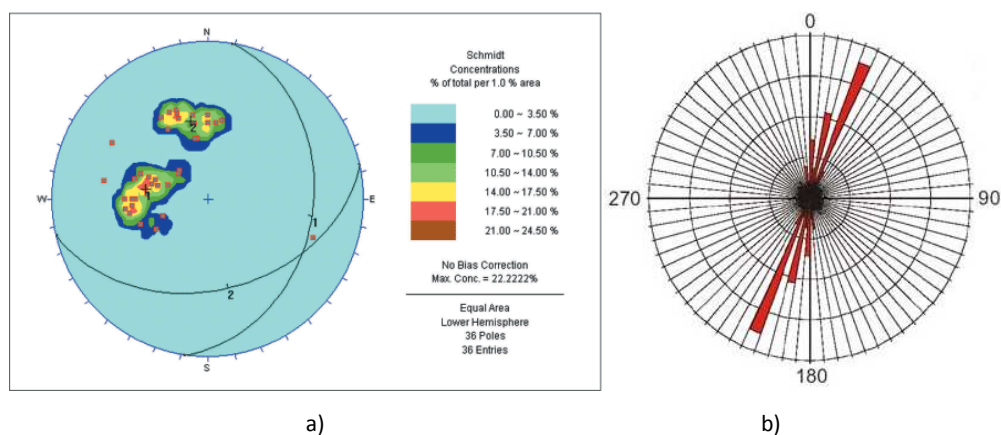 N
W
E
S
1
2
1
2
Schmidt
Concentrations
% of total per 1.0 % area
0.00 ~ 3.50 %
3.50 ~ 7.00 %
7.00 ~ 10.50 %
10.50 ~ 14.00 %
14.00 ~ 17.50 %
17.50 ~ 21.00 %
21.00 ~ 24.50 %
No Bias Correction
Max. Conc. = 22.2222%
Equal Area
Lower Hemisphere
36 Poles
36 Entries
0
270
90
180
a)
b)